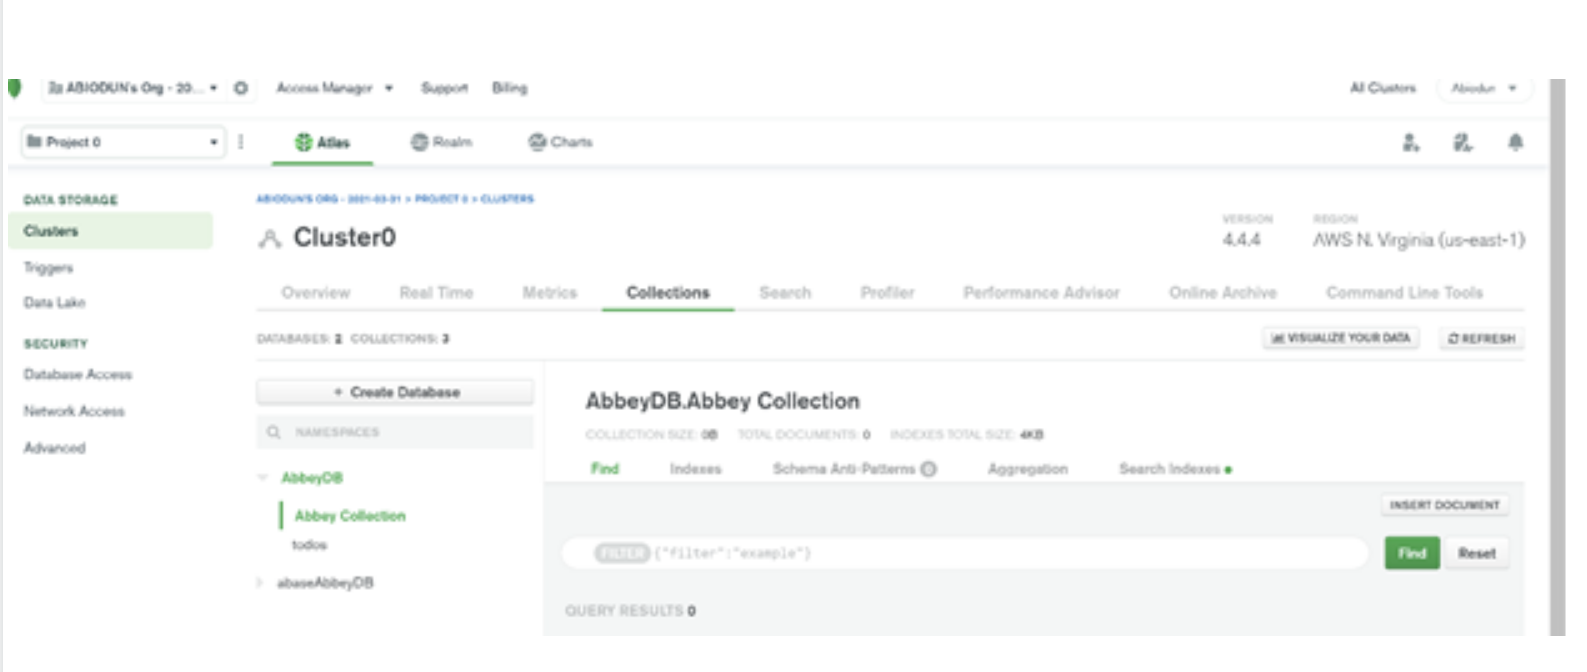 ABIODUN's Org - 20... Access Manager Support Billing All Clusters Abiodun
Project 0 Atlas Realm Charts
DATA STORAGE
Clusters
Triggers
Data Lake
SECURITY
Database Access
Network Access
Advanced
ABIODUN'S ORG - 2021-03-31 > PROJECT 0 > CLUSTERS
Cluster0
VERSION
4.4.4
REGION
AWS N. Virginia (us-east-1)
Overview Real Time Metrics Collections Search Profiler Performance Advisor Online Archive Command Line Tools
DATABASES: 2 COLLECTIONS: 3
VISUALIZE YOUR DATA REFRESH
+ Create Database
NAMESPACES
AbbeyDB
Abbey Collection
todos
abaseAbbeyDB
AbbeyDB.Abbey Collection
COLLECTION SIZE: 0B TOTAL DOCUMENTS: 0 INDEXES TOTAL SIZE: 4KB
Find Indexes Schema Anti-Patterns Aggregation Search Indexes
INSERT DOCUMENT
FILTER {"filter":"example"} Find Reset
QUERY RESULTS 0